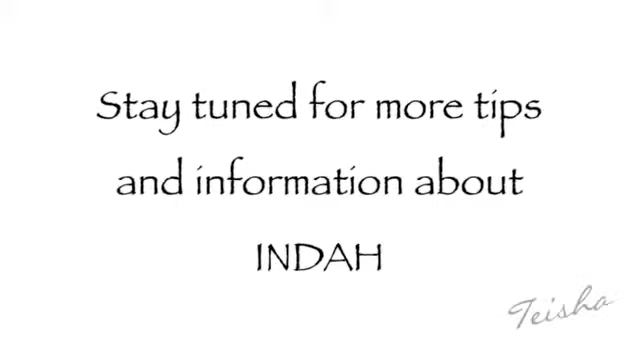 Stay tuned for more tips
and information about
INDAH
Teisha